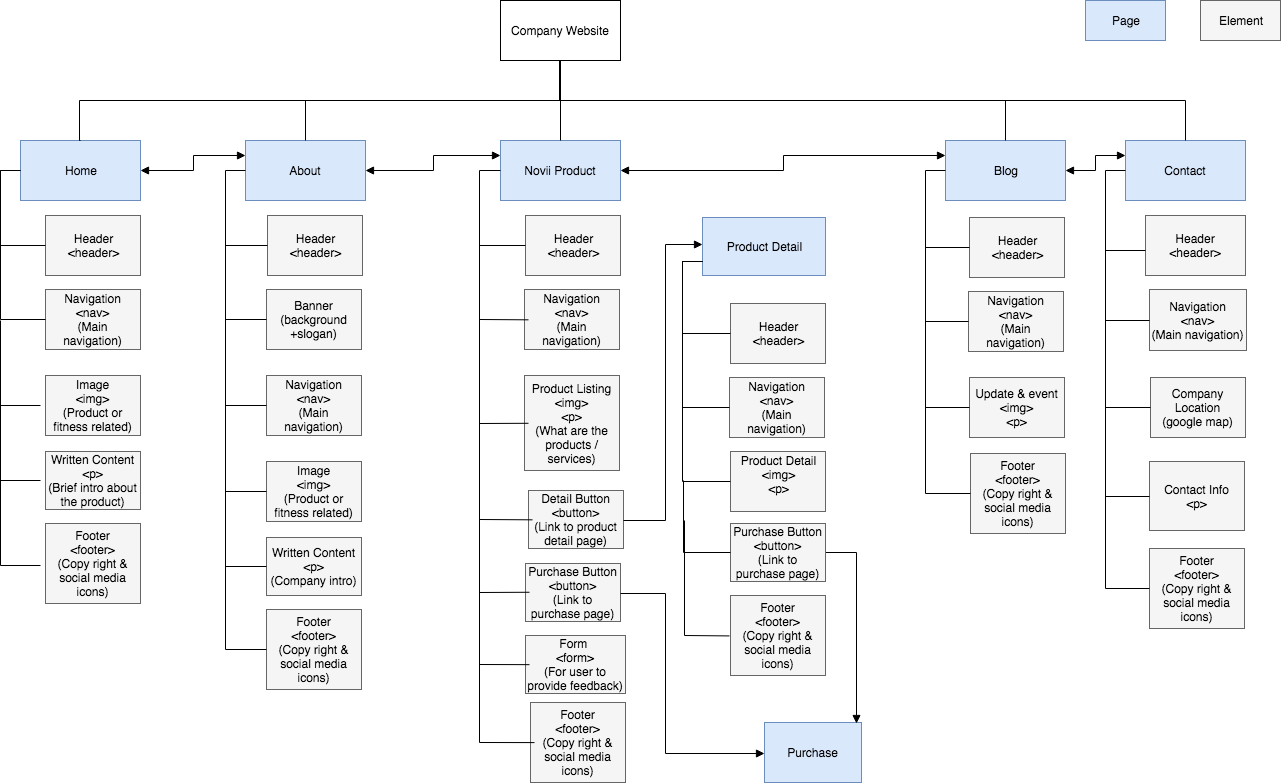 Company Website
Page
Element
Home
About
Novii Product
Blog
Contact
Header
<header>
Navigation
<nav>
(Main
navigation)
Image
<img>
(Product or
fitness related)
Written Content
<p>
(Brief intro about
the product)
Footer
<footer>
(Copy right &
social media
icons)
Header
<header>
Banner
(background
+slogan)
Navigation
<nav>
(Main
navigation)
Image
<img>
(Product or
fitness related)
Written Content
<p>
(Company intro)
Footer
<footer>
(Copy right &
social media
icons)
Header
<header>
Navigation
<nav>
(Main
navigation)
Product Listing
<img>
<p>
(What are the
products /
services)
Detail Button
<button>
(Link to product
detail page)
Purchase Button
<button>
(Link to
purchase page)
Form
<form>
(For user to
provide feedback)
Footer
<footer>
(Copy right &
social media
icons)
Product Detail
Header
<header>
Navigation
<nav>
(Main
navigation)
Product Detail
<img>
<p>
Purchase Button
<button>
(Link to
purchase page)
Footer
<footer>
(Copy right &
social media
icons)
Purchase
Header
<header>
Navigation
<nav>
(Main
navigation)
Update & event
<img>
<p>
Footer
<footer>
(Copy right &
social media
icons)
Header
<header>
Navigation
<nav>
(Main navigation)
Company
Location
(google map)
Contact Info
<p>
Footer
<footer>
(Copy right &
social media
icons)